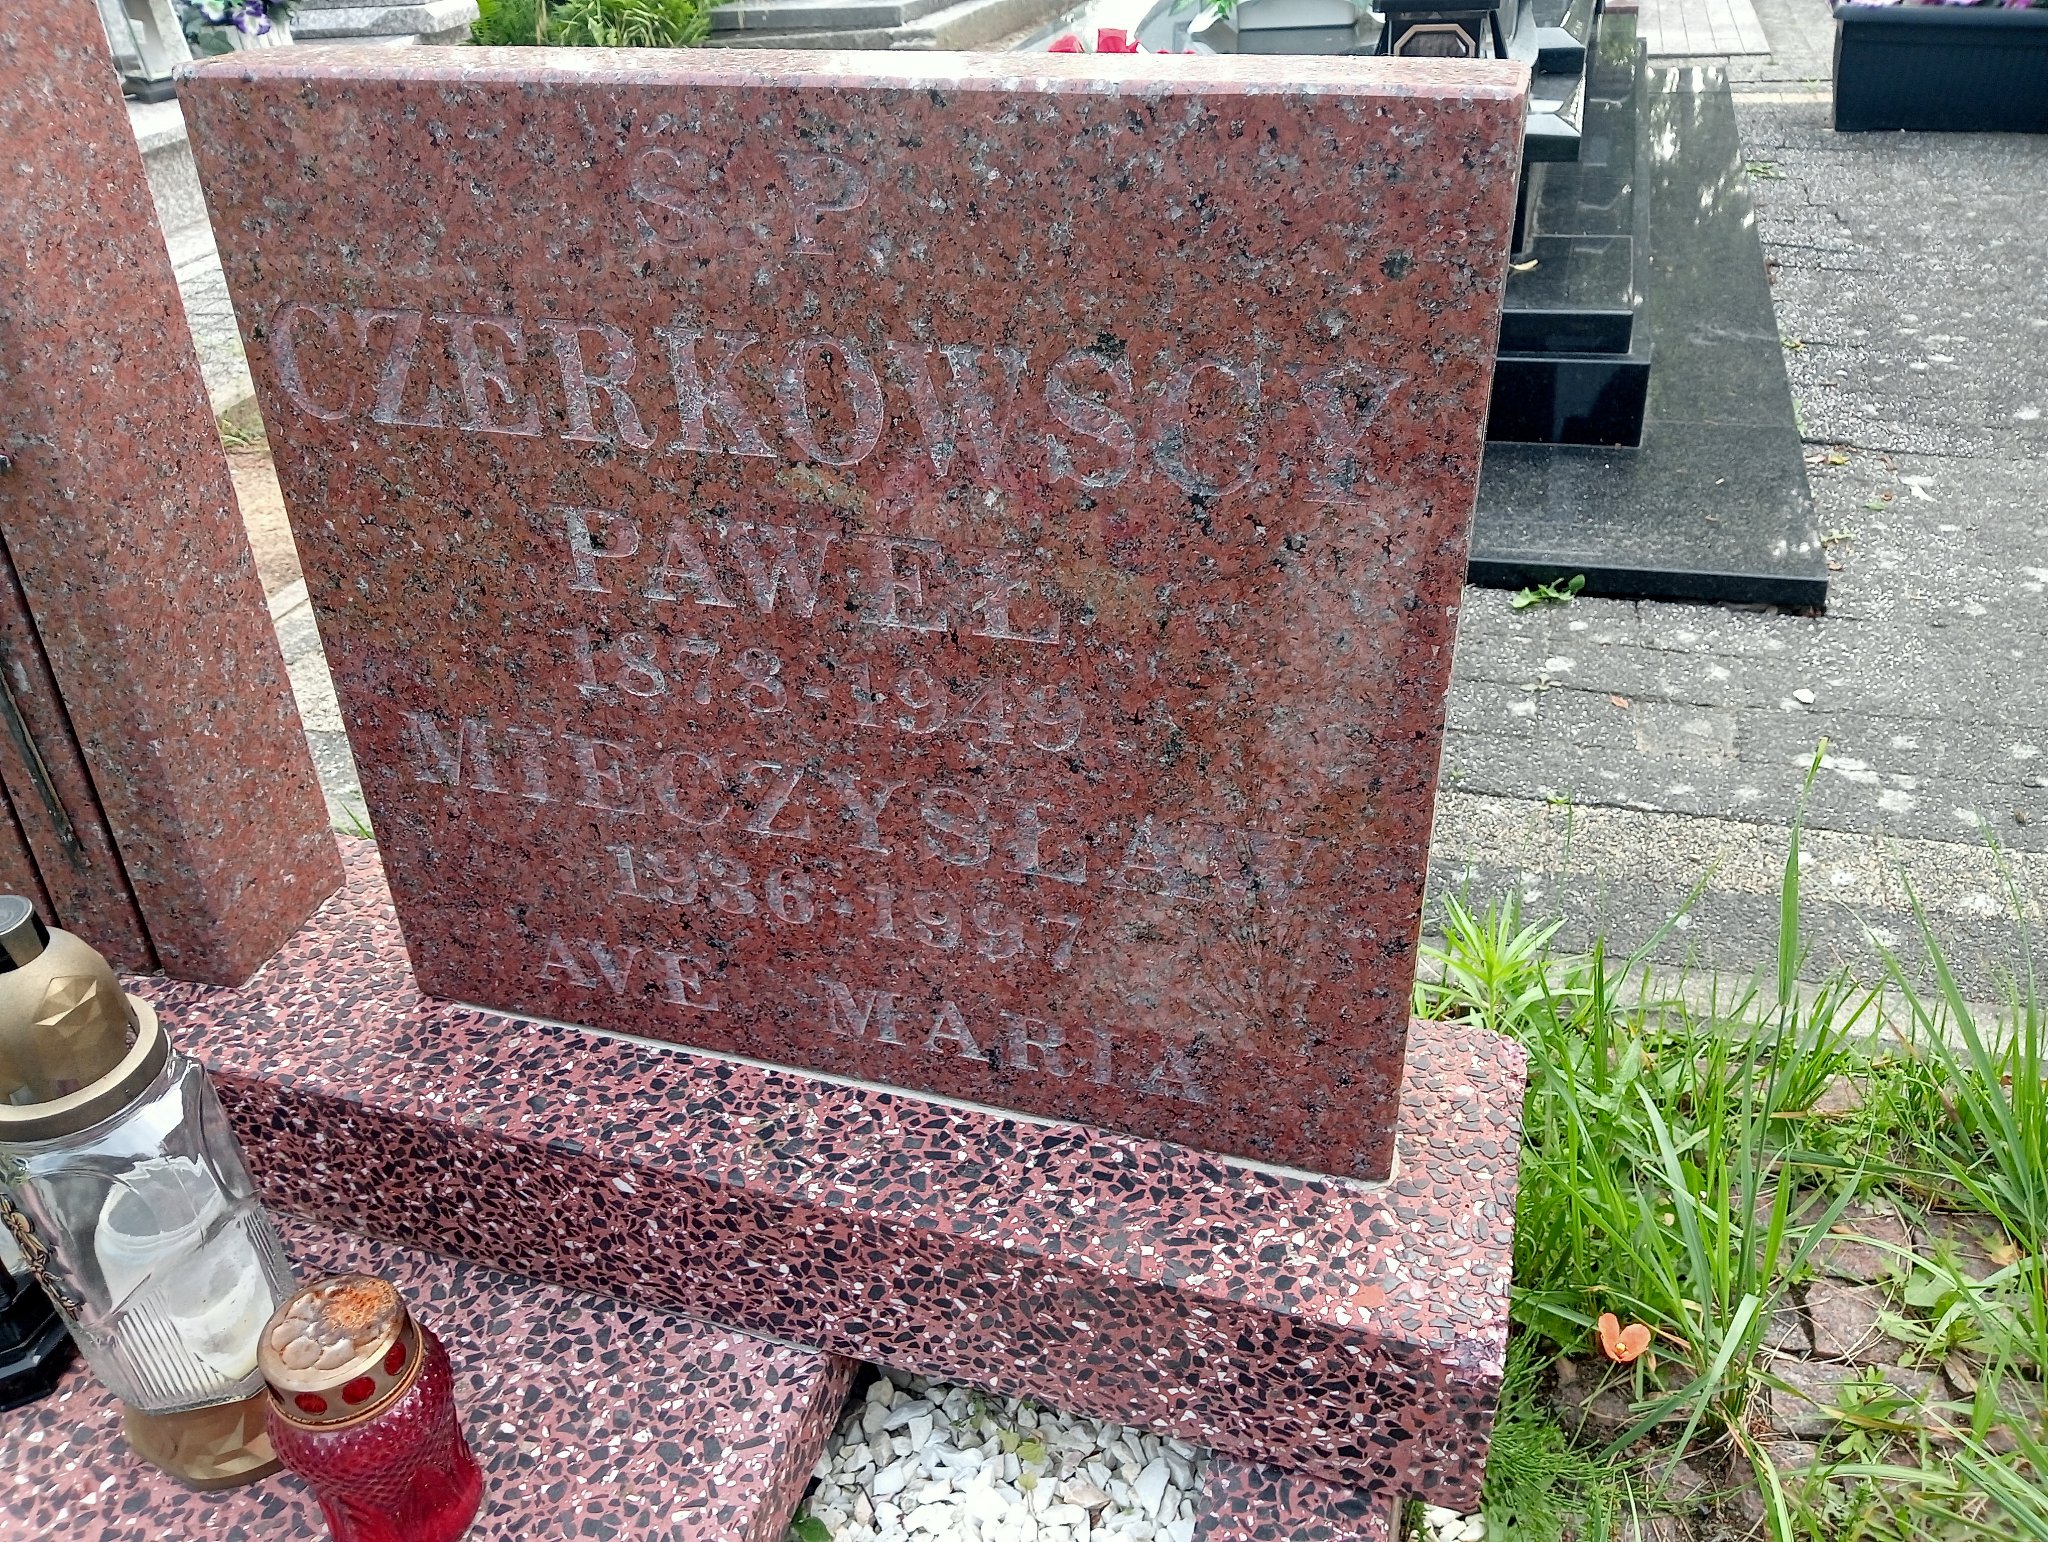 S. P.
CZERKOWSCY
PAWEŁ
1878-1949
MIECZYSŁAW
1936-1997
AVE MARIA